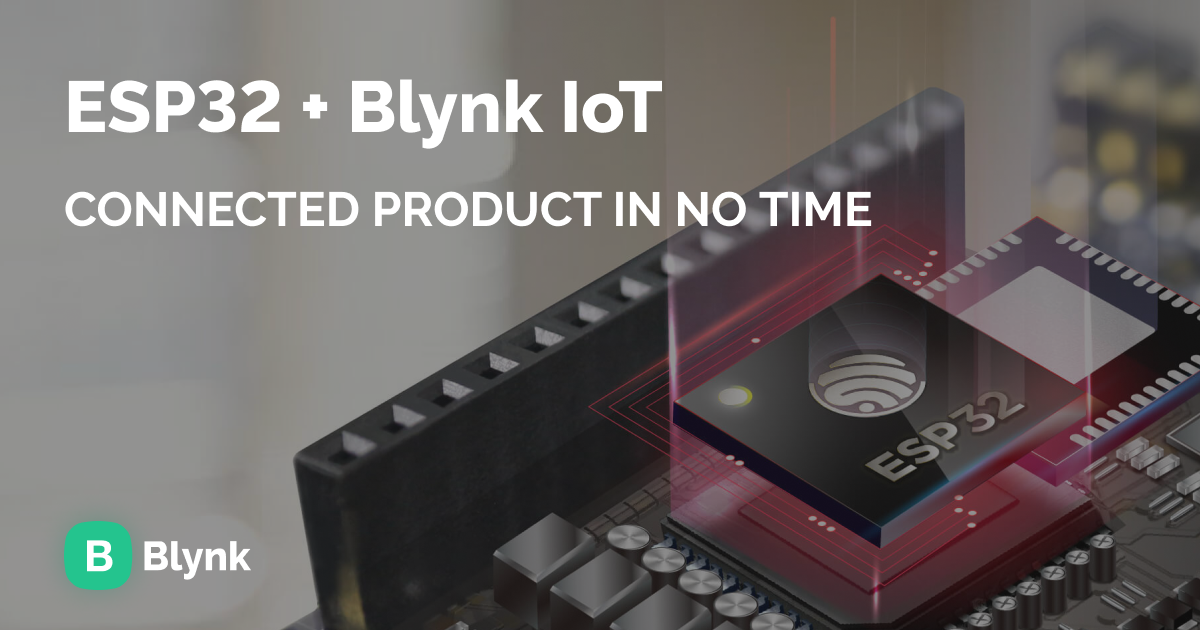 ESP32 + Blynk IoT
CONNECTED PRODUCT IN NO TIME
ESP32
B Blynk